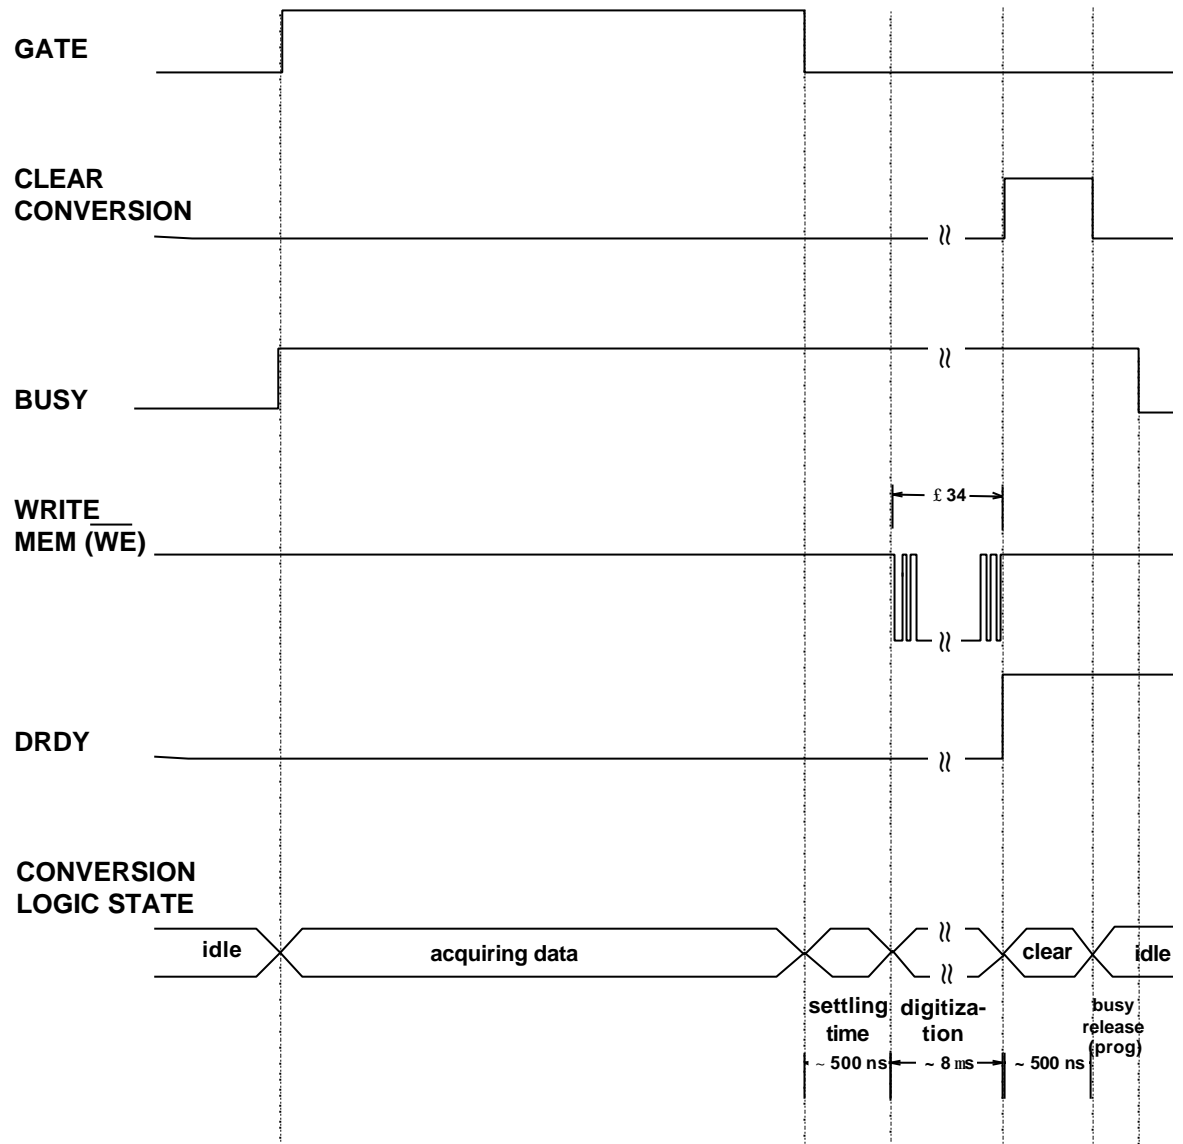 GATE
CLEAR
CONVERSION
BUSY
WRITE
MEM (WE)
£ 34
DRDY
CONVERSION
LOGIC STATE
idle
acquiring data
clear
idle
settling
time
digitiza-
tion
busy
release
(prog)
~ 500 ns
~ 8 ms
~ 500 ns